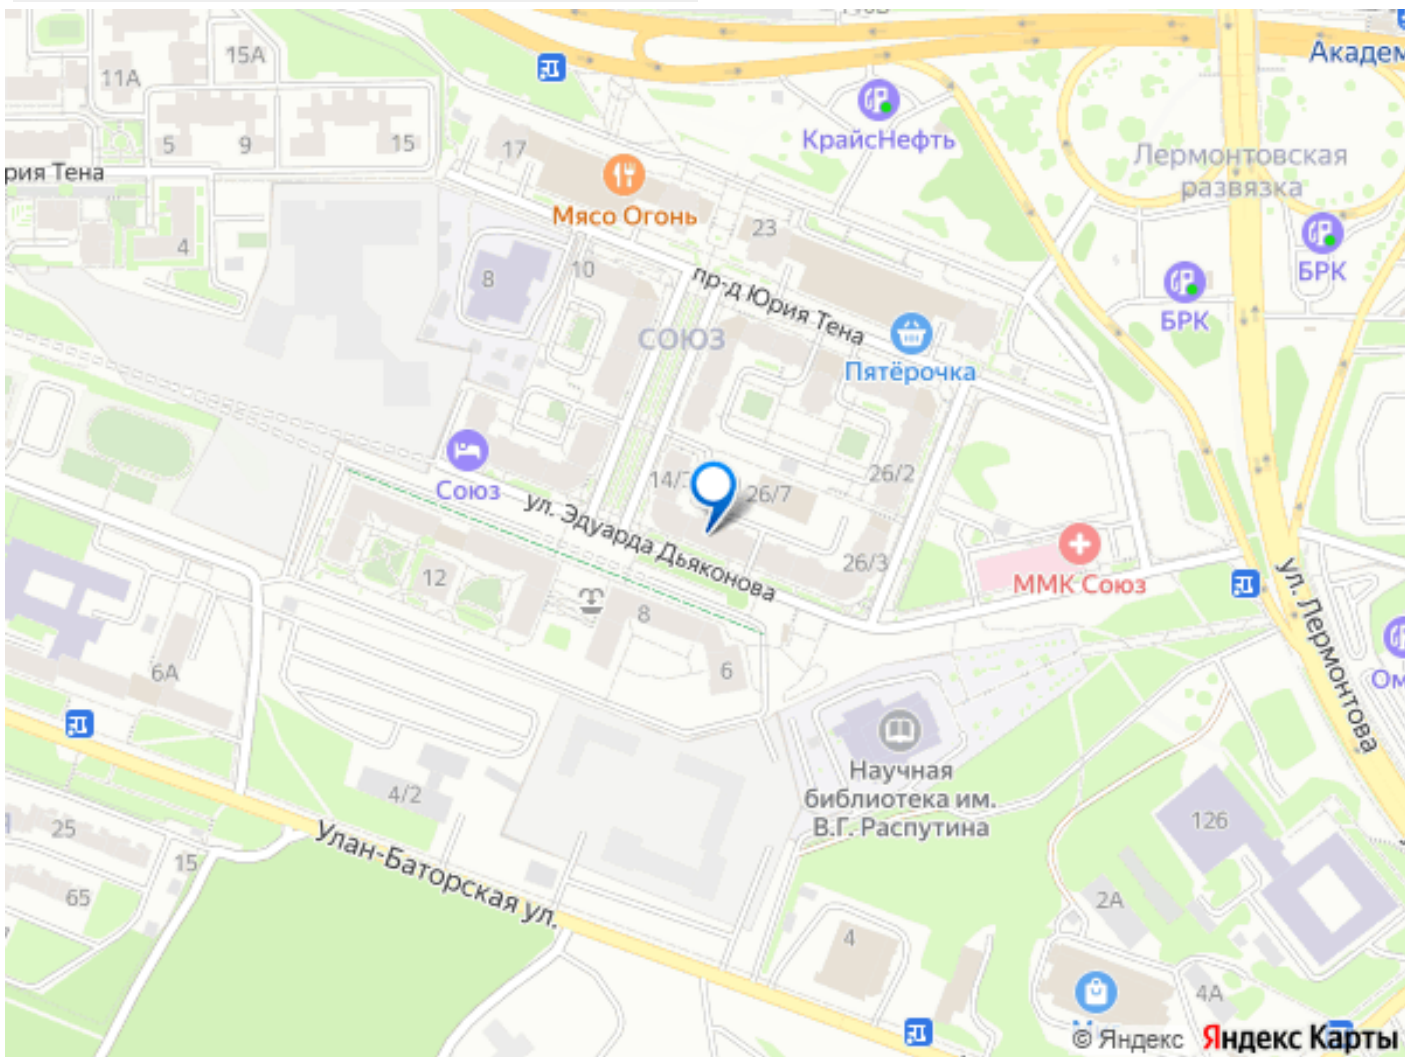 15А
11А
Академ
КрайсНефть
5
9
15
17
Лермонтовская
развязка
рия Тена
Мясо Огонь
23
4
8
10
БРК
БРК
пр-д Юрия Тена
СОЮЗ
Пятёрочка
14/
26/7
26/2
Союз
ул. Эдуарда Дьяконова
26/3
ММК Союз
ул. Лермонтова
12
8
6А
6
Ом
Научная
библиотека им.
В.Г. Распутина
4/2
126
25
15
Улан-Баторская ул.
65
2А
4
4А
© Яндекс Яндекс Карты